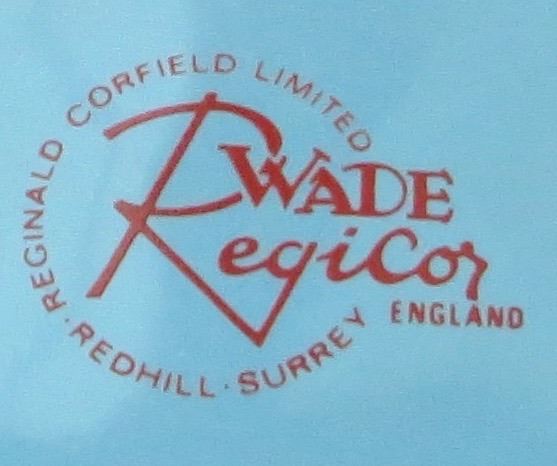 REGINALD CORFIELD LIMITED
WADE
RegiCor
ENGLAND
· REDHILL · SURREY